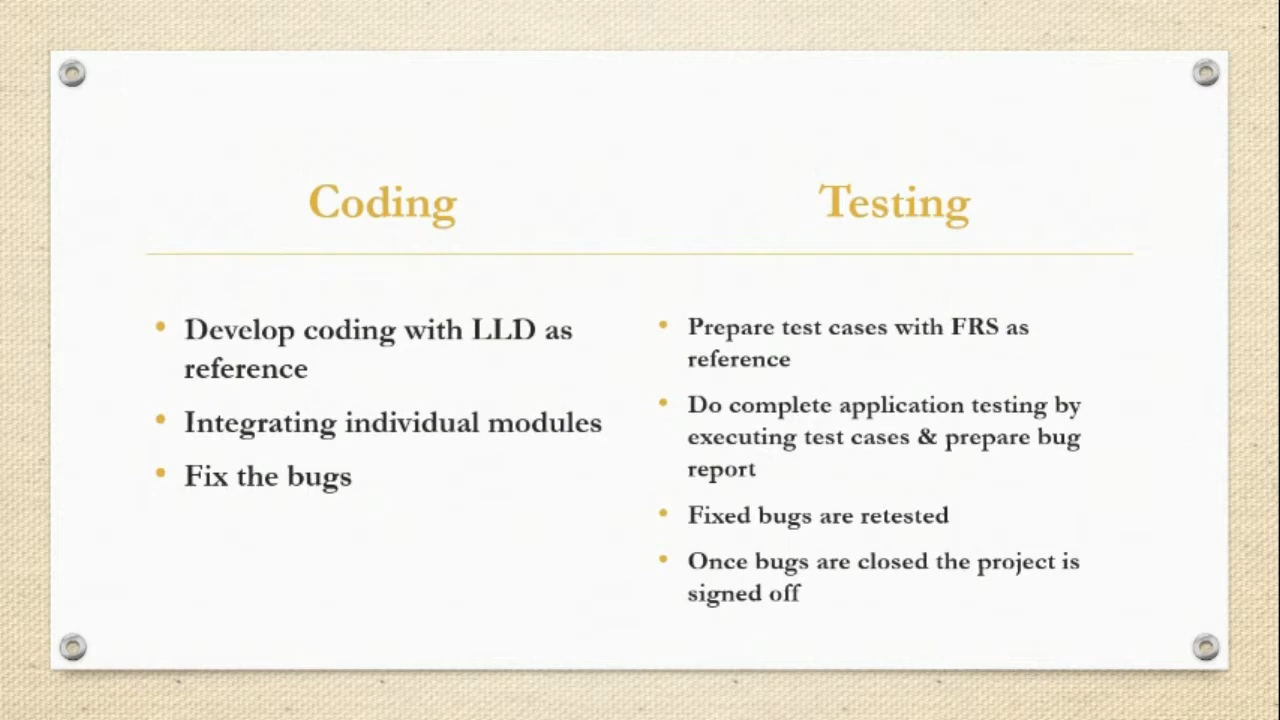 Coding
• Develop coding with LLD as
reference
• Integrating individual modules
• Fix the bugs
Testing
• Prepare test cases with FRS as
reference
• Do complete application testing by
executing test cases & prepare bug
report
• Fixed bugs are retested
• Once bugs are closed the project is
signed off